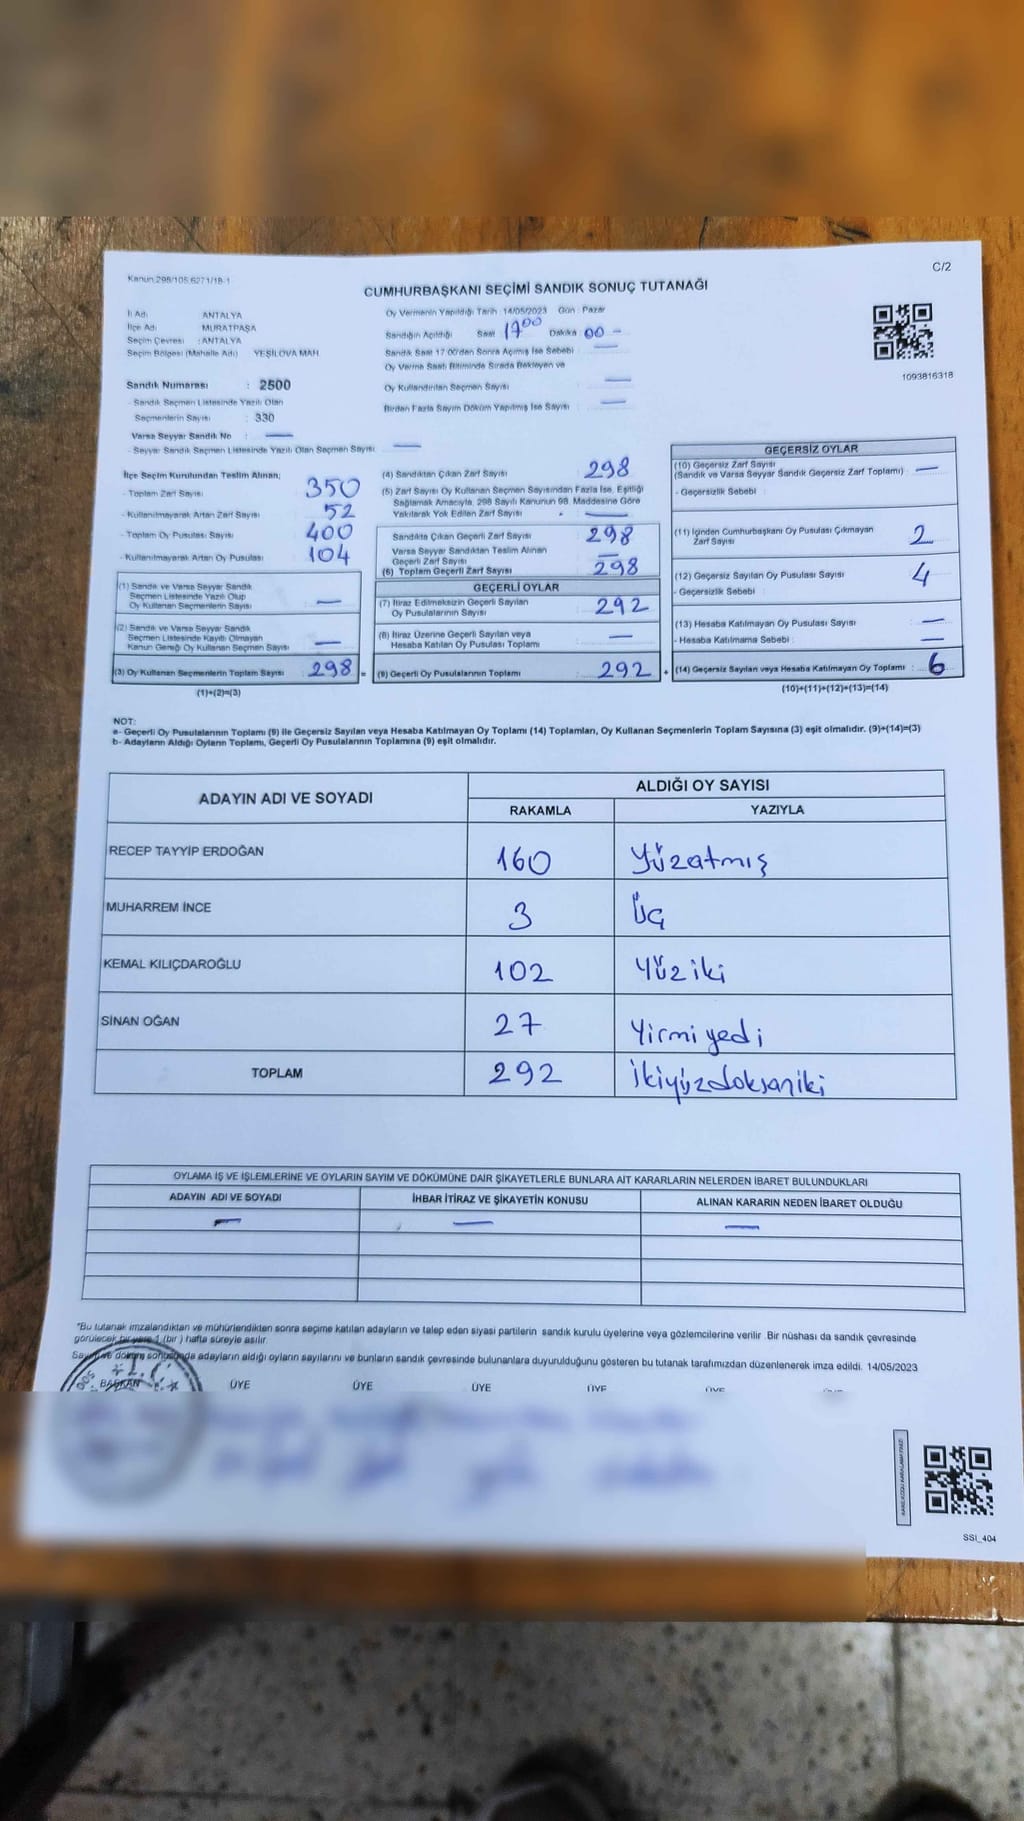 Kanun:298/105,6271/18-1
C/2
CUMHURBAŞKANI SEÇİMİ SANDIK SONUÇ TUTANAĞI
İl Adı ANTALYA
İlçe Adı MURATPAŞA
Seçim Çevresi : ANTALYA
Seçim Bölgesi (Mahalle Adı) YEŞİLOVA MAH.
Sandık Numarası : 2500
- Sandık Seçmen Listesinde Yazılı Olan
Seçmenlerin Sayısı : 330
Varsa Seyyar Sandık No : —
- Seyyar Sandık Seçmen Listesinde Yazılı Olan Seçmen Sayısı: —
Oy Vermenin Yapıldığı Tarih : 14/05/2023 Gün : Pazar
Sandığın Açıldığı Saat 17 00 Dakika 00 —
Sandık Saat 17:00'dan Sonra Açılmış İse Sebebi : —
Oy Verme Saati Bitiminde Sırada Bekleyen ve
Oy Kullandırılan Seçmen Sayısı : —
Birden Fazla Sayım Döküm Yapılmış İse Sayısı : —
1093816318
İlçe Seçim Kurulundan Teslim Alınan;
- Toplam Zarf Sayısı : 350
- Kullanılmayarak Artan Zarf Sayısı : 52
- Toplam Oy Pusulası Sayısı : 400
- Kullanılmayarak Artan Oy Pusulası : 104
(1) Sandık ve Varsa Seyyar Sandık
Seçmen Listesinde Yazılı Olup
Oy Kullanan Seçmenlerin Sayısı : —
(2) Sandık ve Varsa Seyyar Sandık
Seçmen Listesinde Kayıtlı Olmayan
Kanun Gereği Oy Kullanan Seçmen Sayısı : —
(3) Oy Kullanan Seçmenlerin Toplam Sayısı : 298 =
(1)+(2)=(3)
(4) Sandıktan Çıkan Zarf Sayısı : 298
(5) Zarf Sayısı Oy Kullanan Seçmen Sayısından Fazla İse, Eşitliği
Sağlamak Amacıyla, 298 Sayılı Kanunun 98. Maddesine Göre
Yakılarak Yok Edilen Zarf Sayısı : —
Sandıkta Çıkan Geçerli Zarf Sayısı : 298
Varsa Seyyar Sandıktan Teslim Alınan
Geçerli Zarf Sayısı : —
(6) Toplam Geçerli Zarf Sayısı : 298
GEÇERLİ OYLAR
(7) İtiraz Edilmeksizin Geçerli Sayılan
Oy Pusulalarının Sayısı : 292
(8) İtiraz Üzerine Geçerli Sayılan veya
Hesaba Katılan Oy Pusulası Toplamı : —
(9) Geçerli Oy Pusulalarının Toplamı : 292 +
GEÇERSİZ OYLAR
(10) Geçersiz Zarf Sayısı
(Sandık ve Varsa Seyyar Sandık Geçersiz Zarf Toplamı) : —
- Geçersizlik Sebebi :
(11) İçinden Cumhurbaşkanı Oy Pusulası Çıkmayan
Zarf Sayısı : 2
(12) Geçersiz Sayılan Oy Pusulası Sayısı : 4
- Geçersizlik Sebebi :
(13) Hesaba Katılmayan Oy Pusulası Sayısı : —
- Hesaba Katılmama Sebebi : —
(14) Geçersiz Sayılan veya Hesaba Katılmayan Oy Toplamı : 6
(10)+(11)+(12)+(13)=(14)
NOT:
a- Geçerli Oy Pusulalarının Toplamı (9) ile Geçersiz Sayılan veya Hesaba Katılmayan Oy Toplamı (14) Toplamları, Oy Kullanan Seçmenlerin Toplam Sayısına (3) eşit olmalıdır. (9)+(14)=(3)
b- Adayların Aldığı Oyların Toplamı, Geçerli Oy Pusulalarının Toplamına (9) eşit olmalıdır.
ADAYIN ADI VE SOYADI ALDIĞI OY SAYISI
RAKAMLA YAZIYLA
RECEP TAYYİP ERDOĞAN 160 Yüzatmış
MUHARREM İNCE 3 Üç
KEMAL KILIÇDAROĞLU 102 Yüziki
SİNAN OĞAN 27 Yirmiyedi
TOPLAM 292 İkiyüzdoksaniki
OYLAMA İŞ VE İŞLEMLERİNE VE OYLARIN SAYIM VE DÖKÜMÜNE DAİR ŞİKAYETLERLE BUNLARA AİT KARARLARIN NELERDEN İBARET BULUNDUKLARI
ADAYIN ADI VE SOYADI İHBAR İTİRAZ VE ŞİKAYETİN KONUSU ALINAN KARARIN NEDEN İBARET OLDUĞU
— — —
"Bu tutanak imzalandıktan ve mühürlendikten sonra seçime katılan adayların ve talep eden siyasi partilerin sandık kurulu üyelerine veya gözlemcilerine verilir. Bir nüshası da sandık çevresinde
görülecek bir yere 1 (bir) hafta süreyle asılır.
Sayım ve döküm sonucunda adayların aldığı oyların sayılarını ve bunların sandık çevresinde bulunanlara duyurulduğunu gösteren bu tutanak tarafımızdan düzenlenerek imza edildi. 14/05/2023
BAŞKAN ÜYE ÜYE ÜYE ÜYE ÜYE
SSI_404